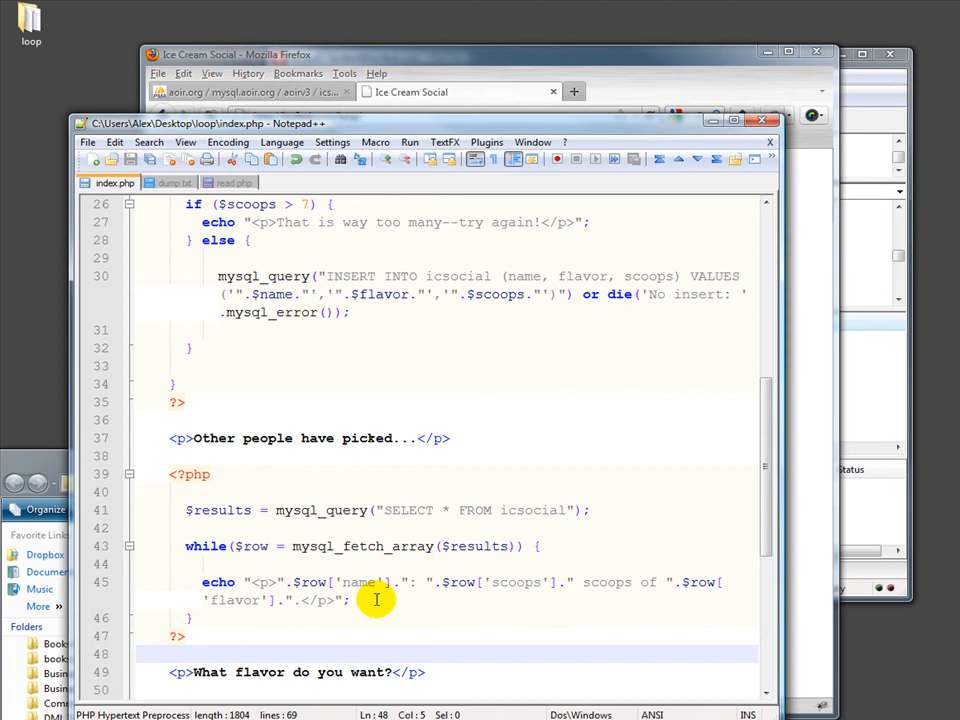 loop
Ice Cream Social - Mozilla Firefox
File Edit View History Bookmarks Tools Help
aoir.org / mysql.aoir.org / aoirv3 / ics...
Ice Cream Social
C:\Users\Alex\Desktop\loop\index.php - Notepad++
File Edit Search View Encoding Language Settings Macro Run TextFX Plugins Window ? X
index.php dump.txt read.php
26 if ($scoops > 7) {
27 echo "<p>That is way too many--try again!</p>";
28 } else {
29
30 mysql_query("INSERT INTO icsocial (name, flavor, scoops) VALUES
('".$name."','".$flavor."','".$scoops."')") or die('No insert: '
.mysql_error());
31
32 }
33
34 }
35 ?>
36
37 <p>Other people have picked...</p>
38
39 <?php
40
41 $results = mysql_query("SELECT * FROM icsocial");
42
43 while($row = mysql_fetch_array($results)) {
44
45 echo "<p>".$row['name'].": ".$row['scoops']." scoops of ".$row[
'flavor'].".</p>";
46 }
47 ?>
48
49 <p>What flavor do you want?</p>
50
PHP Hypertext Preprocess length : 1804 lines : 69 Ln : 48 Col : 5 Sel : 0 Dos\Windows ANSI INS
Organize
Favorite Links
Dropbox
Documen
Music
More »
Folders
Books
books
Busin
Busin
Com
DML
Status